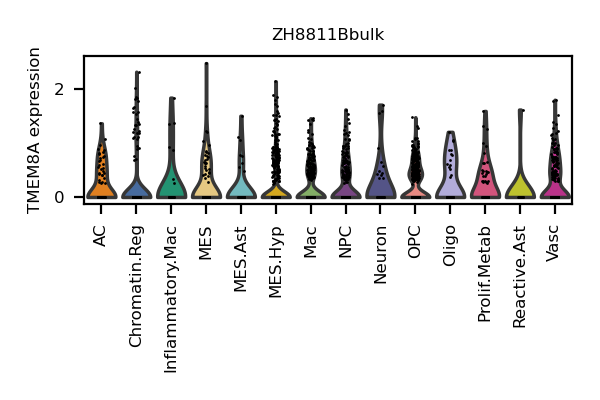 ZH8811Bbulk
TMEM8A expression
2
0
AC
Chromatin.Reg
Inflammatory.Mac
MES
MES.Ast
MES.Hyp
Mac
NPC
Neuron
OPC
Oligo
Prolif.Metab
Reactive.Ast
Vasc